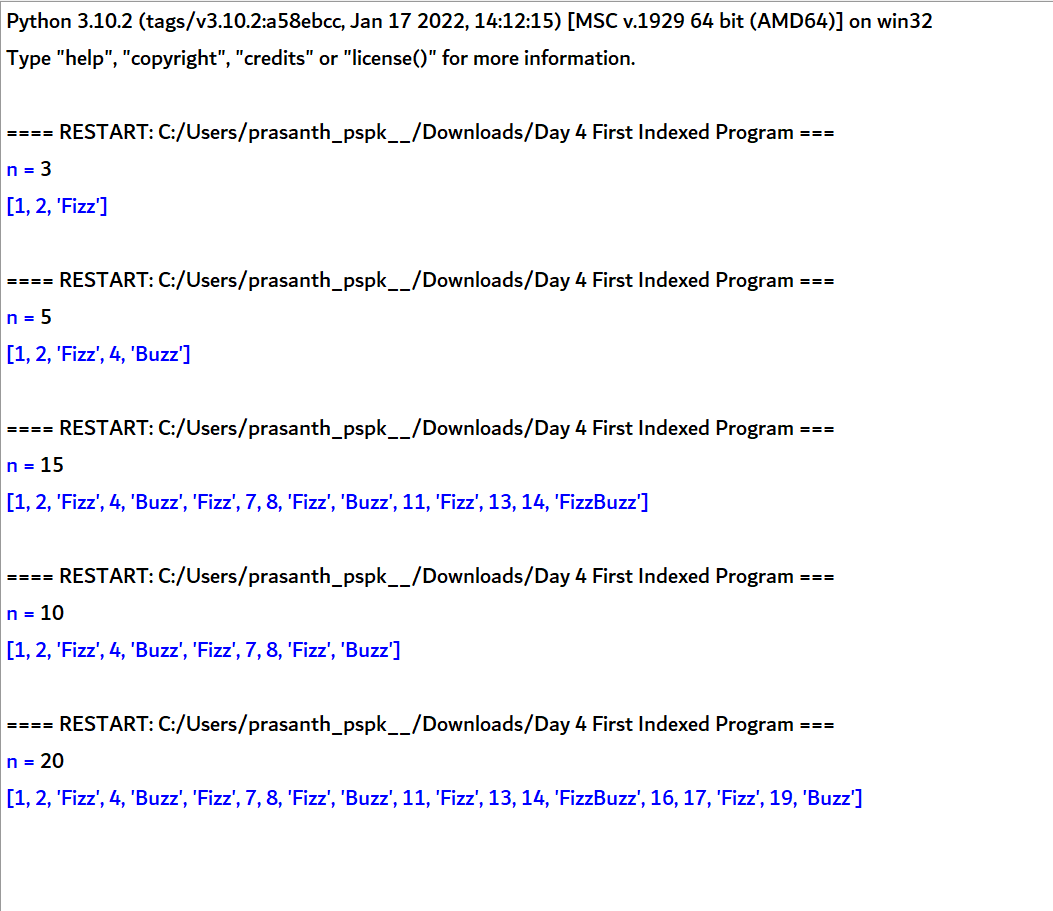 Python 3.10.2 (tags/v3.10.2:a58ebcc, Jan 17 2022, 14:12:15) [MSC v.1929 64 bit (AMD64)] on win32
Type "help", "copyright", "credits" or "license()" for more information.
==== RESTART: C:/Users/prasanth_pspk__/Downloads/Day 4 First Indexed Program ===
n = 3
[1, 2, 'Fizz']
==== RESTART: C:/Users/prasanth_pspk__/Downloads/Day 4 First Indexed Program ===
n = 5
[1, 2, 'Fizz', 4, 'Buzz']
==== RESTART: C:/Users/prasanth_pspk__/Downloads/Day 4 First Indexed Program ===
n = 15
[1, 2, 'Fizz', 4, 'Buzz', 'Fizz', 7, 8, 'Fizz', 'Buzz', 11, 'Fizz', 13, 14, 'FizzBuzz']
==== RESTART: C:/Users/prasanth_pspk__/Downloads/Day 4 First Indexed Program ===
n = 10
[1, 2, 'Fizz', 4, 'Buzz', 'Fizz', 7, 8, 'Fizz', 'Buzz']
==== RESTART: C:/Users/prasanth_pspk__/Downloads/Day 4 First Indexed Program ===
n = 20
[1, 2, 'Fizz', 4, 'Buzz', 'Fizz', 7, 8, 'Fizz', 'Buzz', 11, 'Fizz', 13, 14, 'FizzBuzz', 16, 17, 'Fizz', 19, 'Buzz']